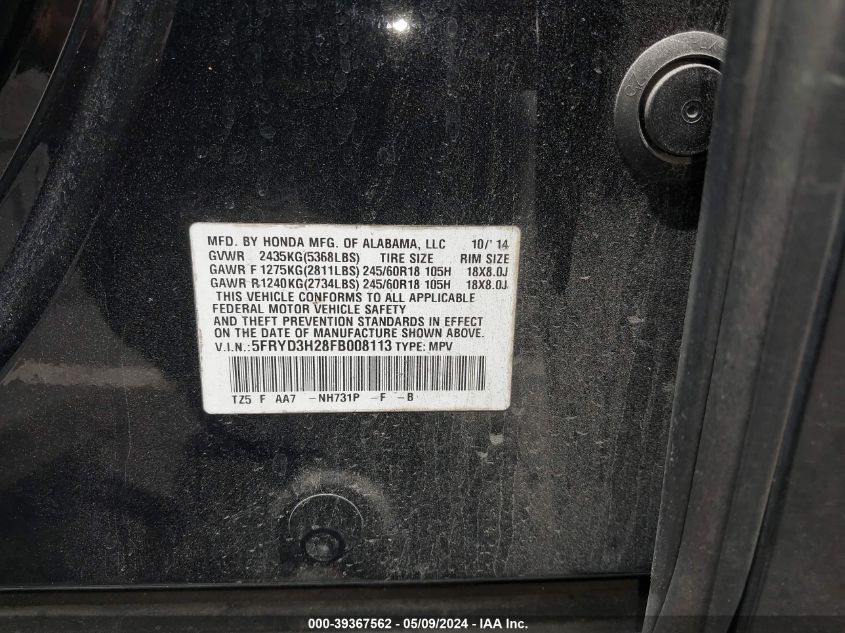 MFD. BY HONDA MFG. OF ALABAMA, LLC 10/'14
GVWR 2435KG(5368LBS) TIRE SIZE RIM SIZE
GAWR F 1275KG(2811LBS) 245/60R18 105H 18X8.0J
GAWR R1240KG(2734LBS) 245/60R18 105H 18X8.0J
THIS VEHICLE CONFORMS TO ALL APPLICABLE
FEDERAL MOTOR VEHICLE SAFETY
AND THEFT PREVENTION STANDARDS IN EFFECT
ON THE DATE OF MANUFACTURE SHOWN ABOVE.
V.I.N.: 5FRYD3H28FB008113 TYPE: MPV
TZ5 F AA7 -NH731P -F -B
000-39367562 - 05/09/2024 - IAA Inc.